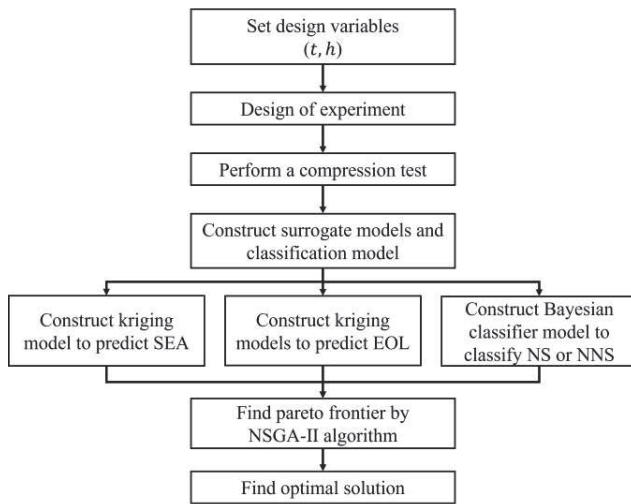 Set design variables
(t, h)
Design of experiment
Perform a compression test
Construct surrogate models and
classification model
Construct kriging
model to predict SEA
Construct kriging
models to predict EOL
Construct Bayesian
classifier model to
classify NS or NNS
Find pareto frontier by
NSGA-II algorithm
Find optimal solution